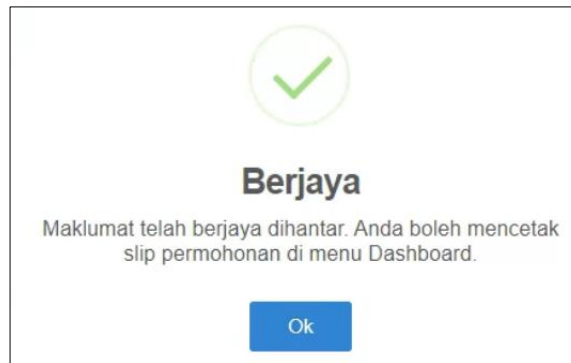 Berjaya
Maklumat telah berjaya dihantar. Anda boleh mencetak
slip permohonan di menu Dashboard.
Ok